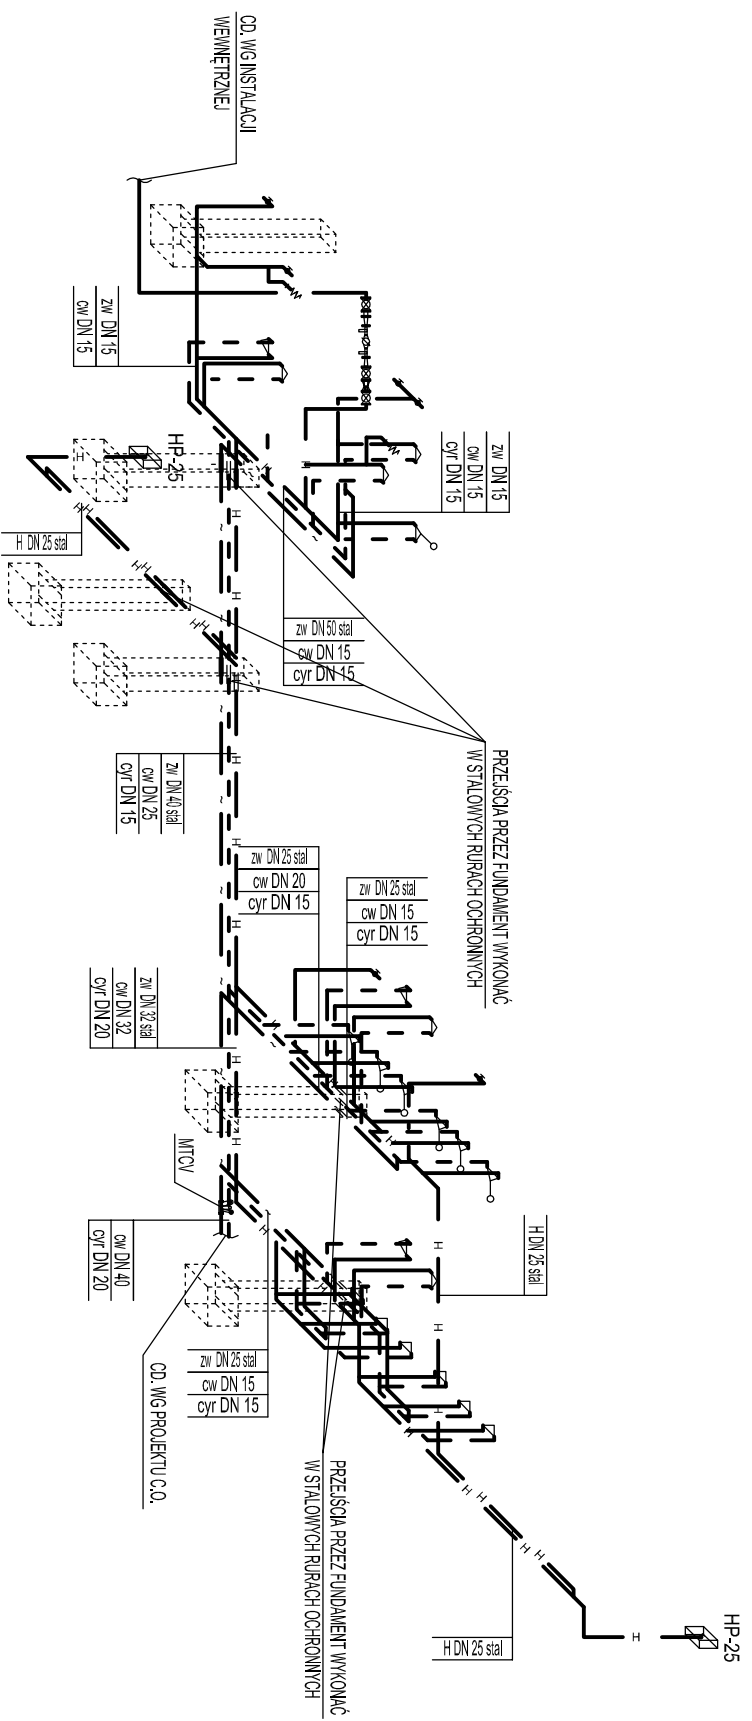 CD. WG INSTALACJI
WEWNĘTRZNEJ
zw DN 15
cw DN 15
HP-25
H DN 25 stal
zw DN 15
cw DN 15
cyr DN 15
zw DN 50 stal
cw DN 15
cyr DN 15
PRZEJŚCIA PRZEZ FUNDAMENT WYKONAĆ
W STALOWYCH RURACH OCHRONNYCH
zw DN 40 stal
cw DN 25
cyr DN 15
zw DN 25 stal
cw DN 20
cyr DN 15
zw DN 25 stal
cw DN 15
cyr DN 15
zw DN 32 stal
cw DN 32
cyr DN 20
MTCV
cw DN 40
cyr DN 20
H DN 25 stal
zw DN 25 stal
cw DN 15
cyr DN 15
CD. WG PROJEKTU C.O.
PRZEJŚCIA PRZEZ FUNDAMENT WYKONAĆ
W STALOWYCH RURACH OCHRONNYCH
H DN 25 stal
HP-25